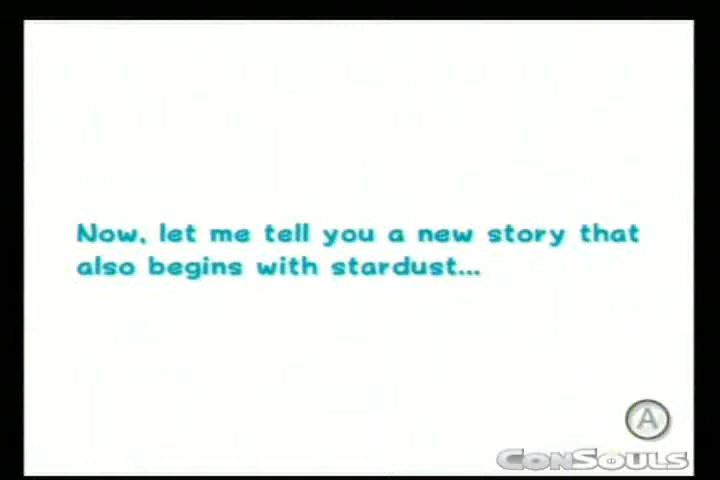 Now, let me tell you a new story that
also begins with stardust...
A
ConSouls